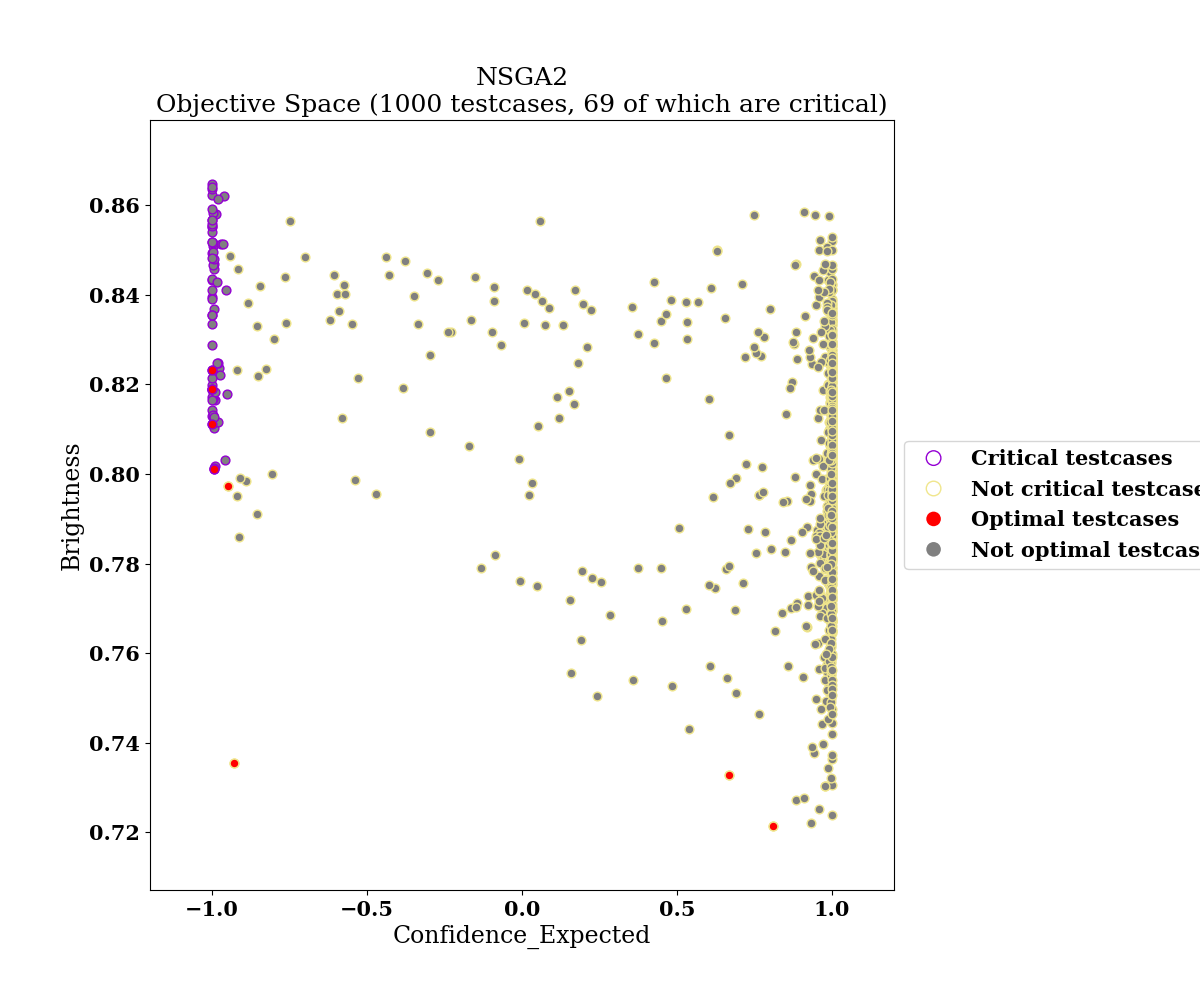 NSGA2
Objective Space (1000 testcases, 69 of which are critical)
0.86
0.84
0.82
0.80
0.78
0.76
0.74
0.72
Brightness
−1.0
−0.5
0.0
0.5
1.0
Confidence_Expected
Critical testcases
Not critical testcase
Optimal testcases
Not optimal testcas